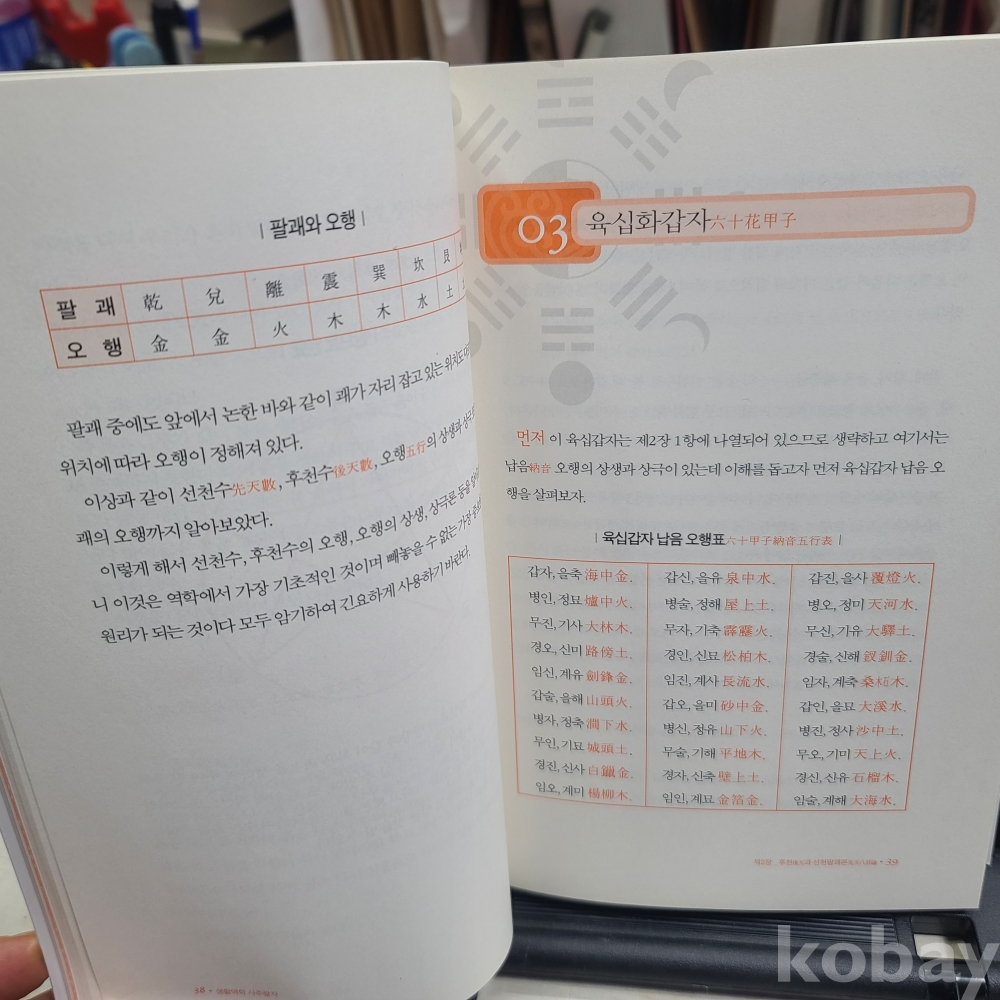 | 팔괘와 오행 |
팔 괘 乾 兌 離 震 巽 坎 艮
오 행 金 金 火 木 木 水 土
팔괘 중에도 앞에서 논한 바와 같이 괘가 자리 잡고 있는 위치도
위치에 따라 오행이 정해져 있다.
이상과 같이 선천수先天數, 후천수後天數, 오행五行의 상생과 상극
괘의 오행까지 알아보았다.
이렇게 해서 선천수, 후천수의 오행, 오행의 상생, 상극론 등을
니 이것은 역학에서 가장 기초적인 것이며 빼놓을 수 없는 가장
원리가 되는 것이다 모두 암기하여 긴요하게 사용하기 바란다.
38 •
03 육십화갑자六十花甲子
먼저 이 육십갑자는 제2장 1항에 나열되어 있으므로 생략하고 여기서는
납음納音 오행의 상생과 상극이 있는데 이해를 돕고자 먼저 육십갑자 납음 오
행을 살펴보자.
| 육십갑자 납음 오행표六十甲子納音五行表 |
갑자, 을축 海中金. 갑신, 을유 泉中水. 갑진, 을사 覆燈火.
병인, 정묘 爐中火. 병술, 정해 屋上土. 병오, 정미 天河水.
무진, 기사 大林木. 무자, 기축 霹靂火. 무신, 기유 大驛土.
경오, 신미 路傍土. 경인, 신묘 松柏木. 경술, 신해 釵釧金.
임신, 계유 劍鋒金. 임진, 계사 長流水. 임자, 계축 桑柘木.
갑술, 을해 山頭火. 갑오, 을미 砂中金. 갑인, 을묘 大溪水.
병자, 정축 澗下水. 병신, 정유 山下火. 병진, 정사 沙中土.
무인, 기묘 城頭土. 무술, 기해 平地木. 무오, 기미 天上火.
경진, 신사 白鑞金. 경자, 신축 壁上土. 경신, 신유 石榴木.
임오, 계미 楊柳木. 임인, 계묘 金箔金. 임술, 계해 大海水.
• 39
kobay